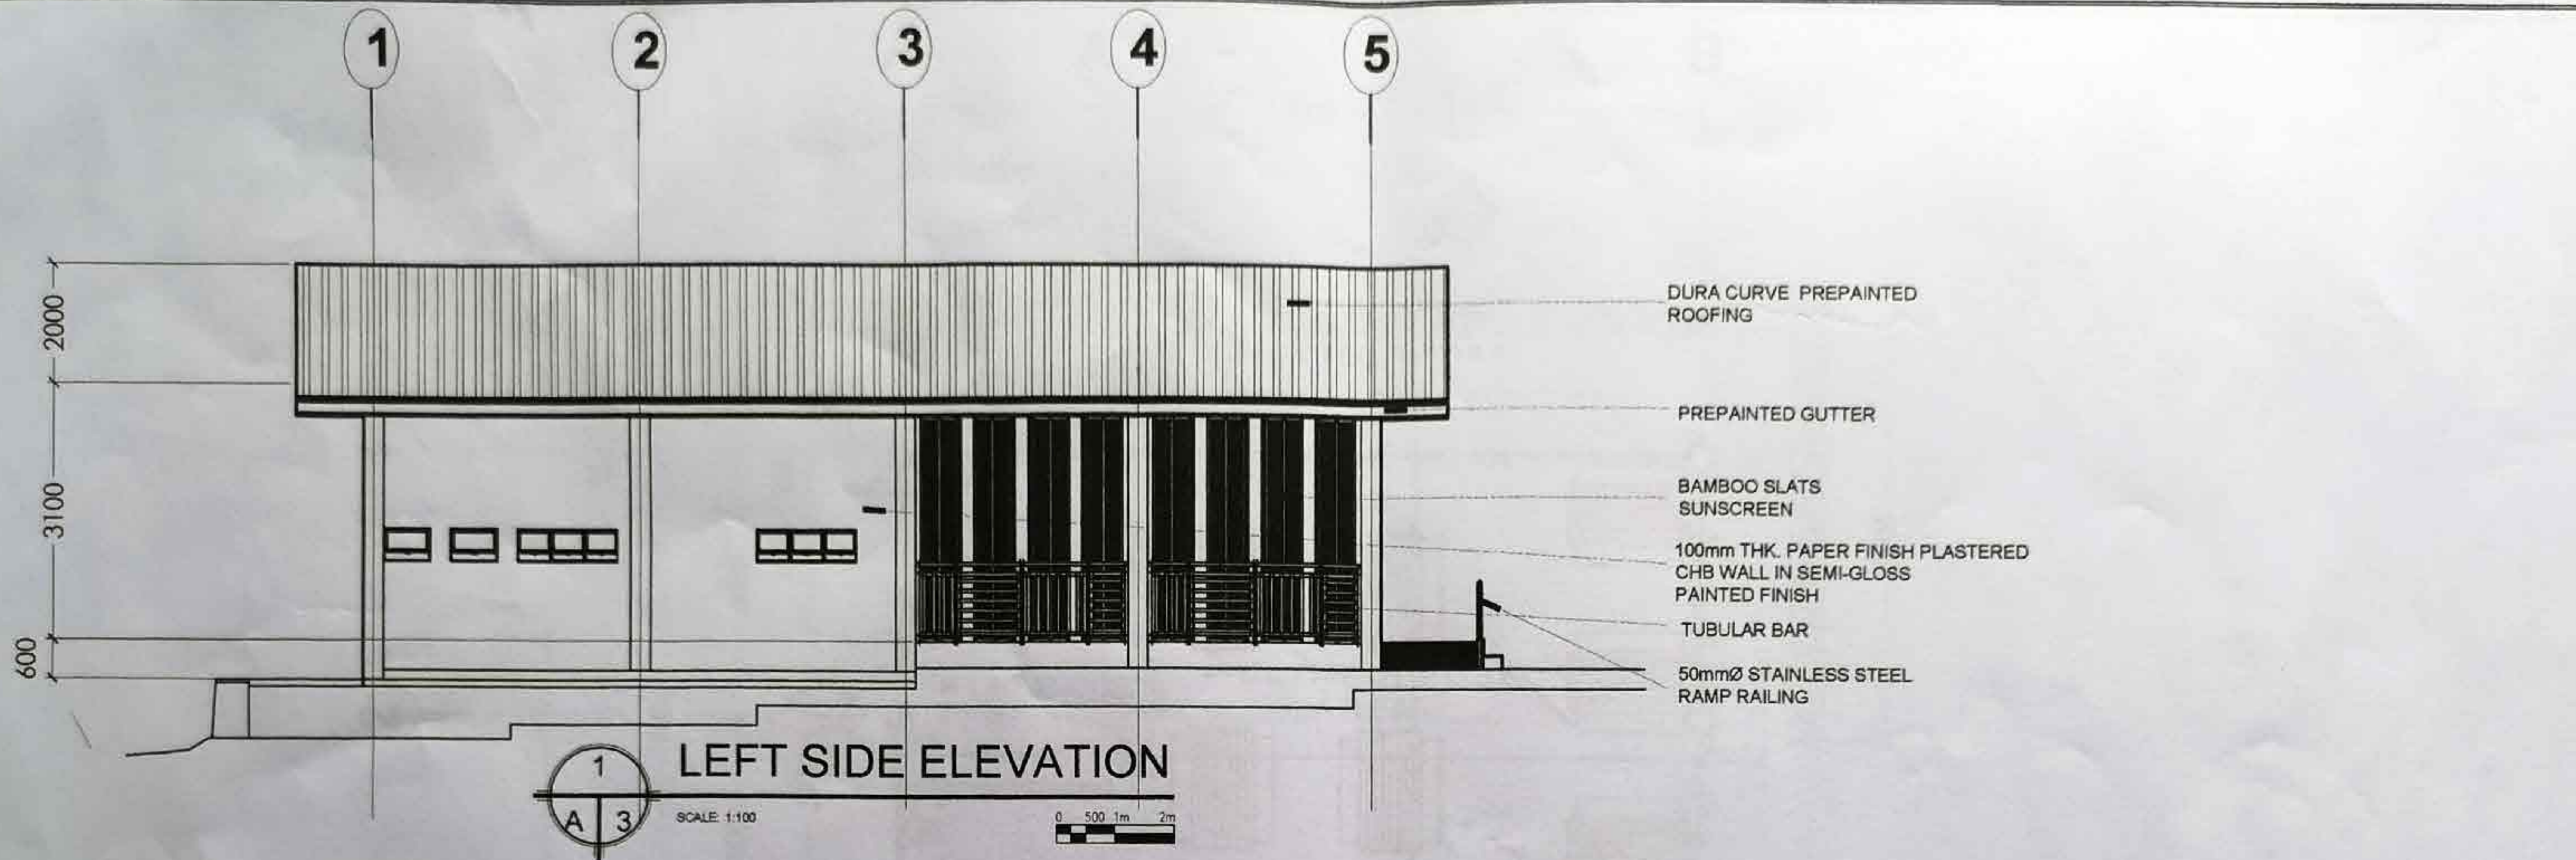 1
2
3
4
5
2000
3100
600
DURA CURVE PREPAINTED
ROOFING
PREPAINTED GUTTER
BAMBOO SLATS
SUNSCREEN
100mm THK. PAPER FINISH PLASTERED
CHB WALL IN SEMI-GLOSS
PAINTED FINISH
TUBULAR BAR
50mmØ STAINLESS STEEL
RAMP RAILING
1
A 3
LEFT SIDE ELEVATION
SCALE: 1:100
0 500 1m 2m